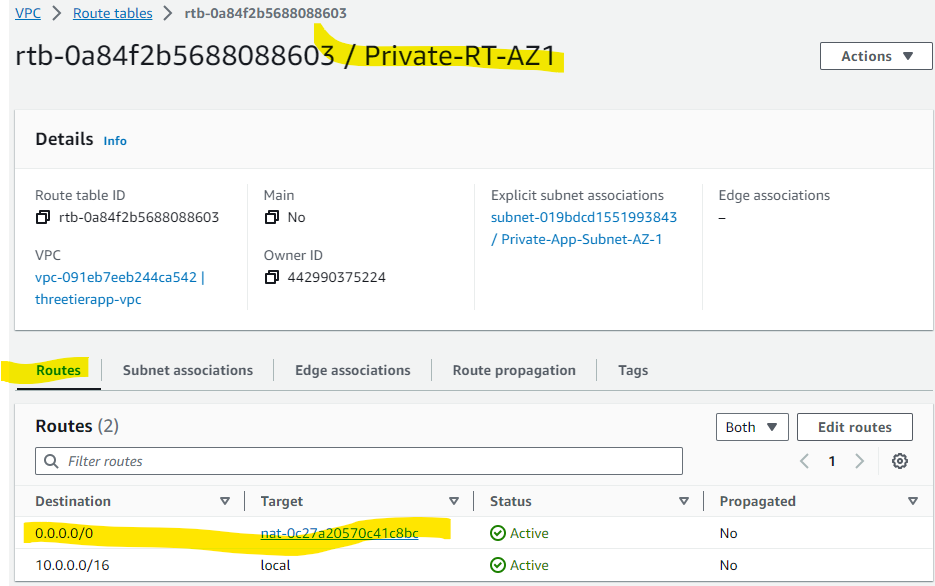 VPC > Route tables > rtb-0a84f2b5688088603
rtb-0a84f2b5688088603 / Private-RT-AZ1
Actions
Details Info
Route table ID
rtb-0a84f2b5688088603
Main
No
Explicit subnet associations
subnet-019bdcd1551993843
/ Private-App-Subnet-AZ-1
Edge associations
–
VPC
vpc-091eb7eeb244ca542 |
threetierapp-vpc
Owner ID
442990375224
Routes Subnet associations Edge associations Route propagation Tags
Routes (2)
Both
Edit routes
Filter routes
1
Destination Target Status Propagated
0.0.0.0/0 nat-0c27a20570c41c8bc Active No
10.0.0.0/16 local Active No